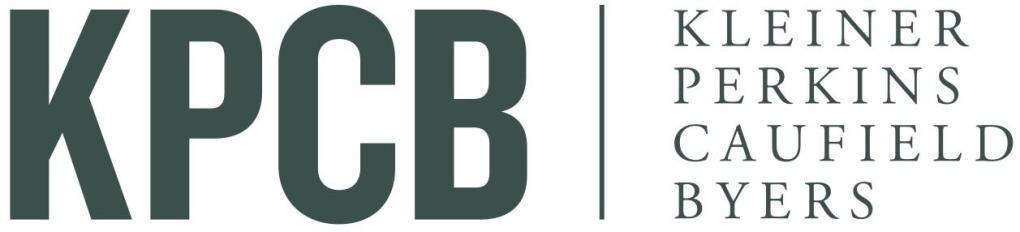 KPCB
KLEINER
PERKINS
CAUFIELD
BYERS